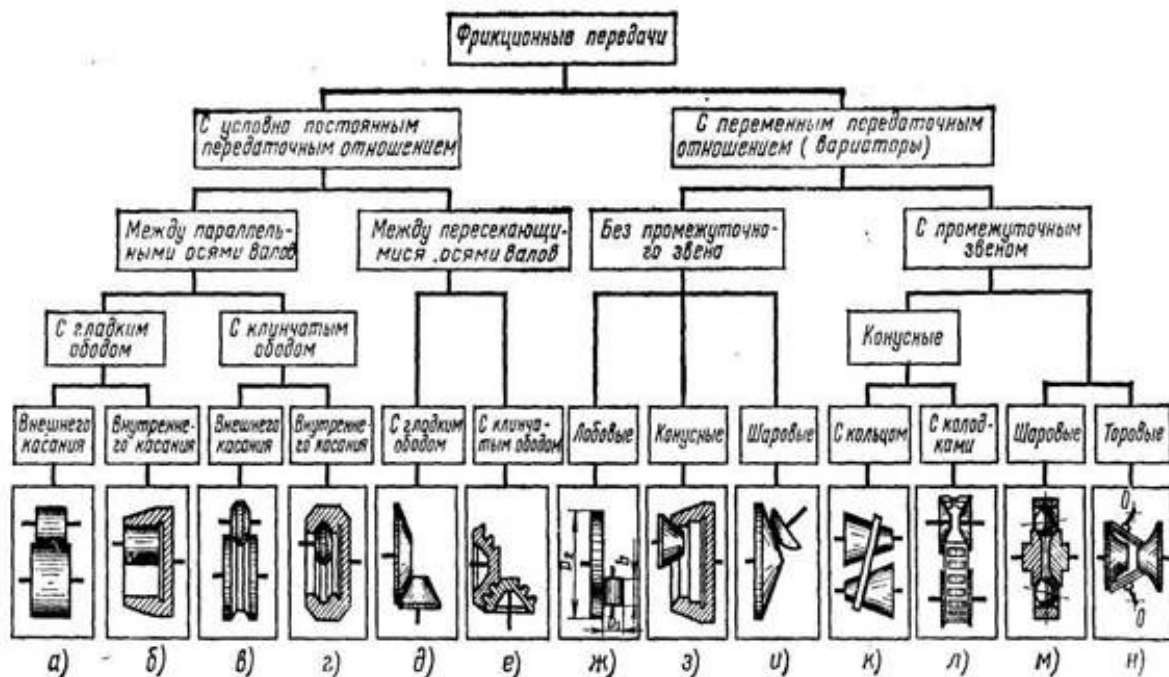 Фрикционные передачи
С условно постоянным
передаточным отношением
С переменным передаточным
отношением ( вариаторы)
Между параллель-
ными осями валов
Между пересекающи-
мися осями валов
Без промежуточно-
го звена
С промежуточным
звеном
С гладким
ободом
С клинчатым
ободом
Конусные
Внешнего
касания
Внутренне-
го касания
Внешнего
касания
Внутренне-
го касания
С гладким
ободом
С клинча-
тым ободом
Лобовые
Конусные
Шаровые
С кольцом
С колод-
ками
Шаровые
Торовые
b
O
O
а)
б)
в)
г)
д)
е)
ж)
з)
и)
к)
л)
м)
н)